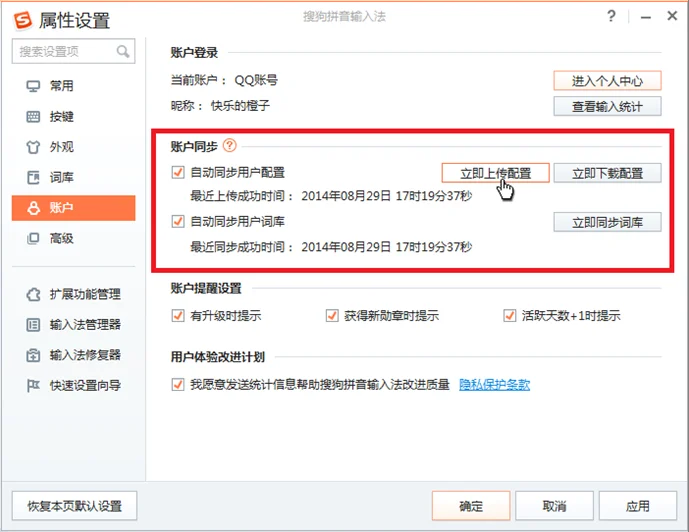 属性设置
搜狗拼音输入法
搜索设置项
常用
按键
外观
词库
账户
高级
扩展功能管理
输入法管理器
输入法修复器
快速设置向导
账户登录
当前账户： QQ账号
进入个人中心
昵称： 快乐的橙子
查看输入统计
账户同步 ?
自动同步用户配置
立即上传配置
立即下载配置
最近上传成功时间： 2014年08月29日 17时19分37秒
自动同步用户词库
立即同步词库
最近同步成功时间： 2014年08月29日 17时19分37秒
账户提醒设置
有升级时提示
获得新勋章时提示
活跃天数+1时提示
用户体验改进计划
我愿意发送统计信息帮助搜狗拼音输入法改进质量 隐私保护条款
恢复本页默认设置
确定
取消
应用